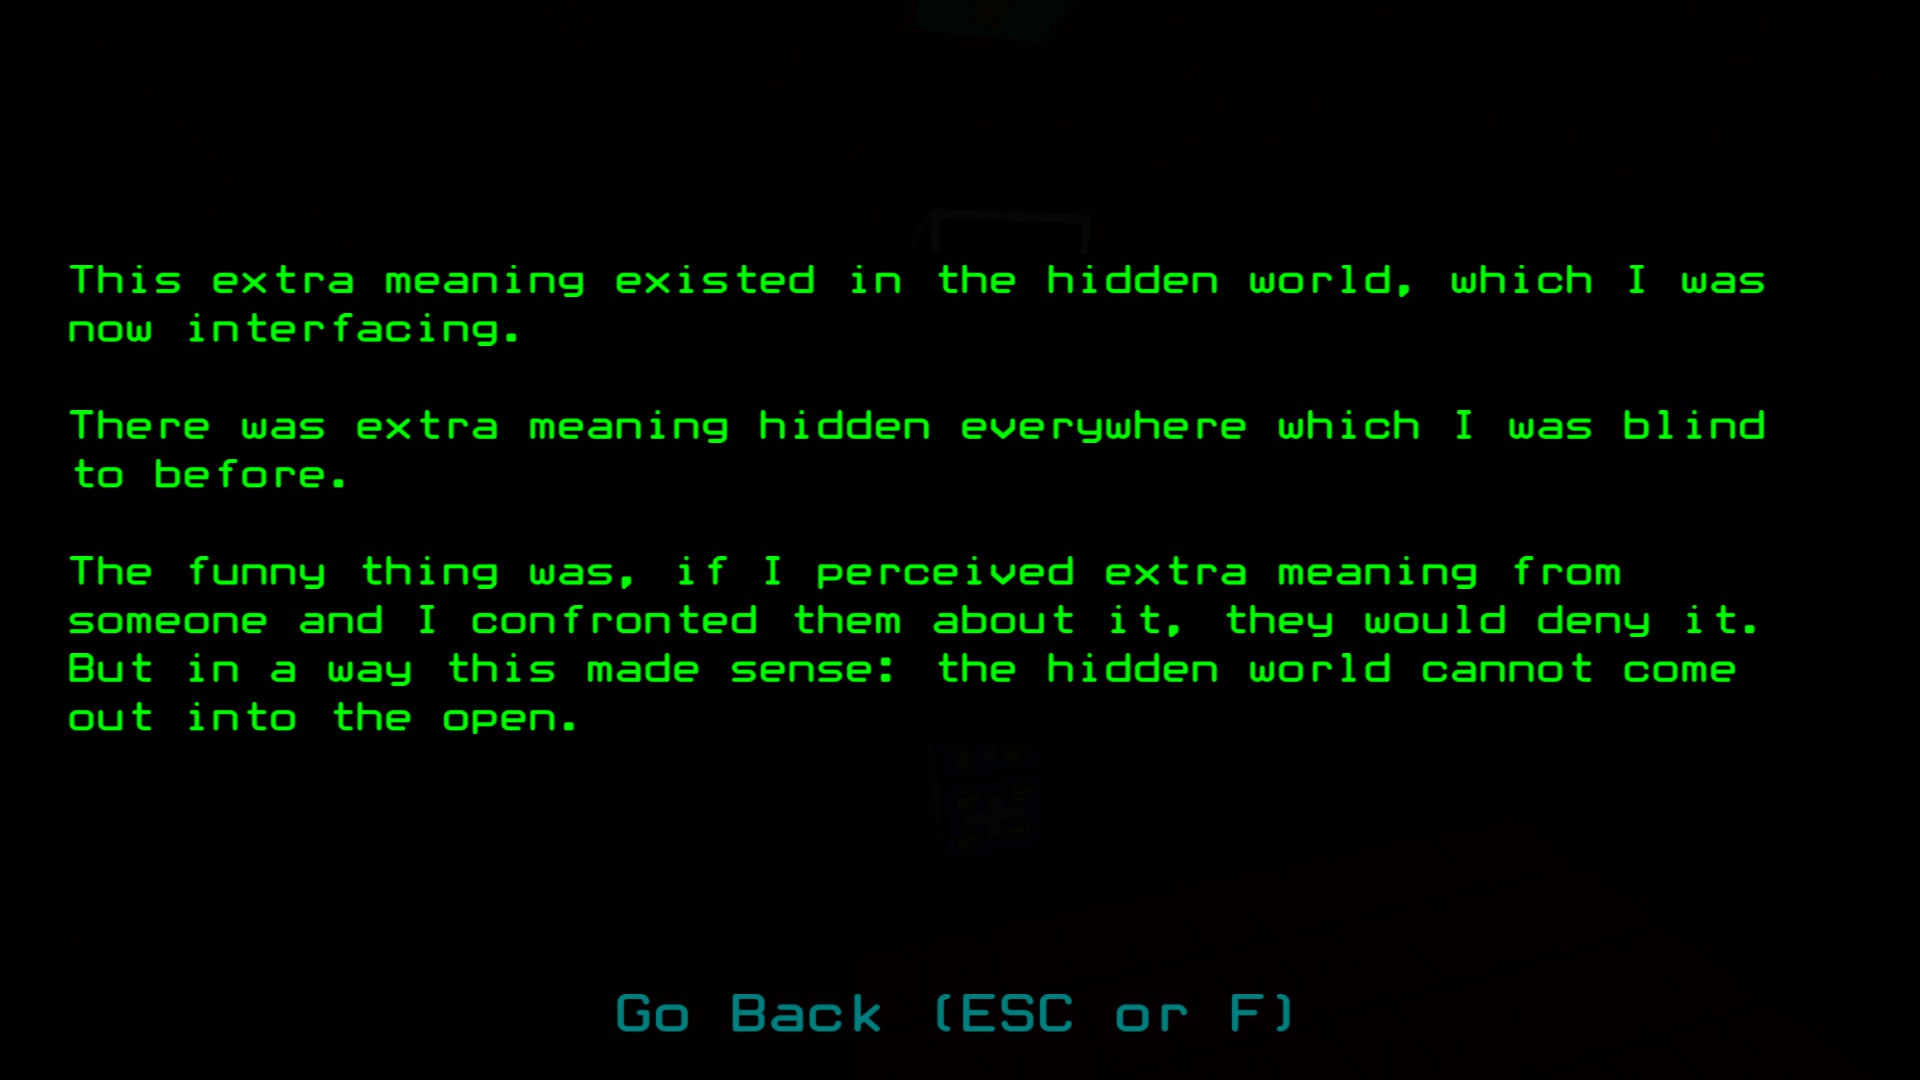 This extra meaning existed in the hidden world, which I was
now interfacing.
There was extra meaning hidden everywhere which I was blind
to before.
The funny thing was, if I perceived extra meaning from
someone and I confronted them about it, they would deny it.
But in a way this made sense: the hidden world cannot come
out into the open.
Go Back (ESC or F)